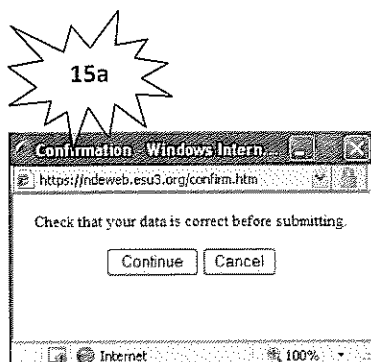 15a
Confirmation Windows Intern...
https://ndeweb.esu3.org/confirm.htm
Check that your data is correct before submitting.
Continue Cancel
Internet 100%